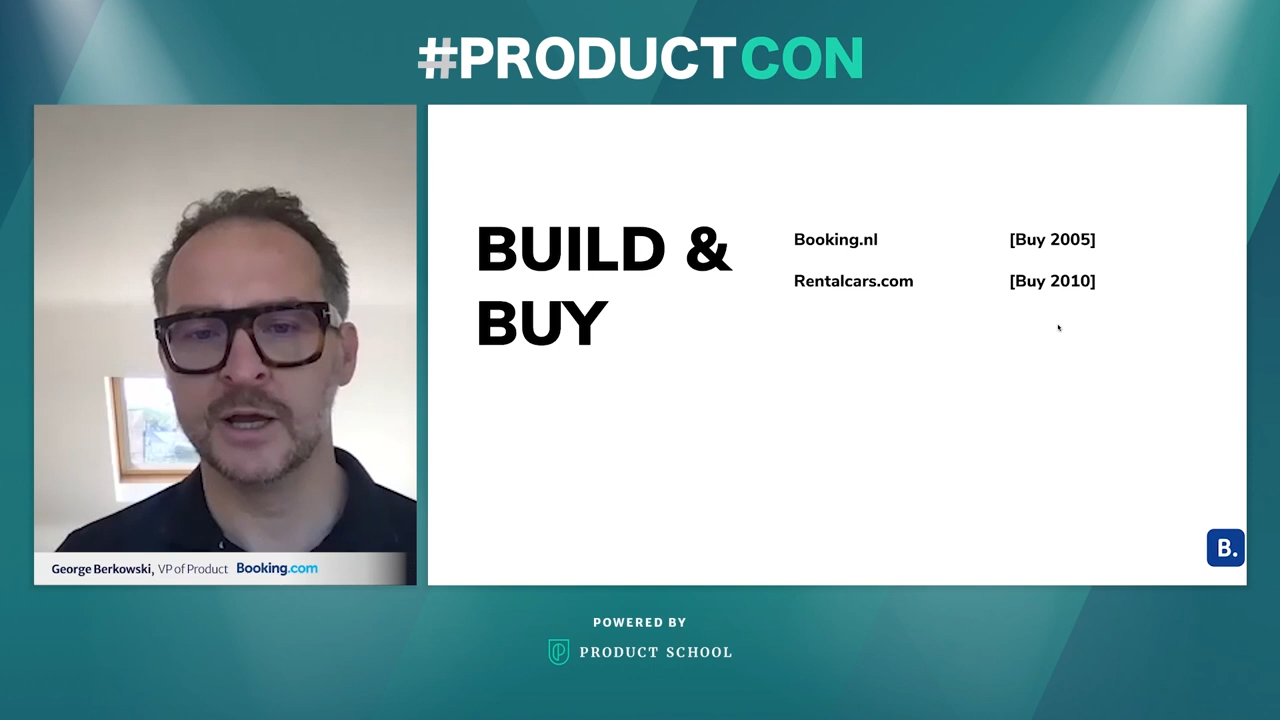 #PRODUCTCON
BUILD &
BUY
Booking.nl [Buy 2005]
Rentalcars.com [Buy 2010]
B.
George Berkowski, VP of Product Booking.com
POWERED BY
PRODUCT SCHOOL